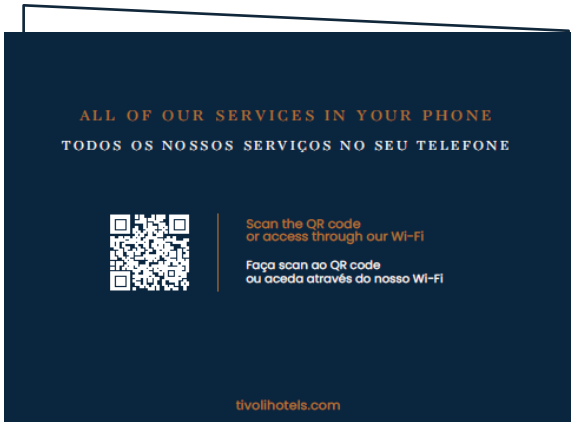 ALL OF OUR SERVICES IN YOUR PHONE
TODOS OS NOSSOS SERVIÇOS NO SEU TELEFONE
Scan the QR code
or access through our Wi-Fi
Faça scan ao QR code
ou aceda através do nosso Wi-Fi
tivolihotels.com